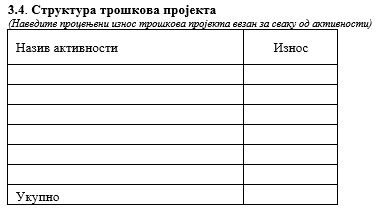 3.4. Структура трошкова пројекта
(Наведите процењени износ трошкова пројекта везан за сваку од активности)
Назив активности Износ
Укупно